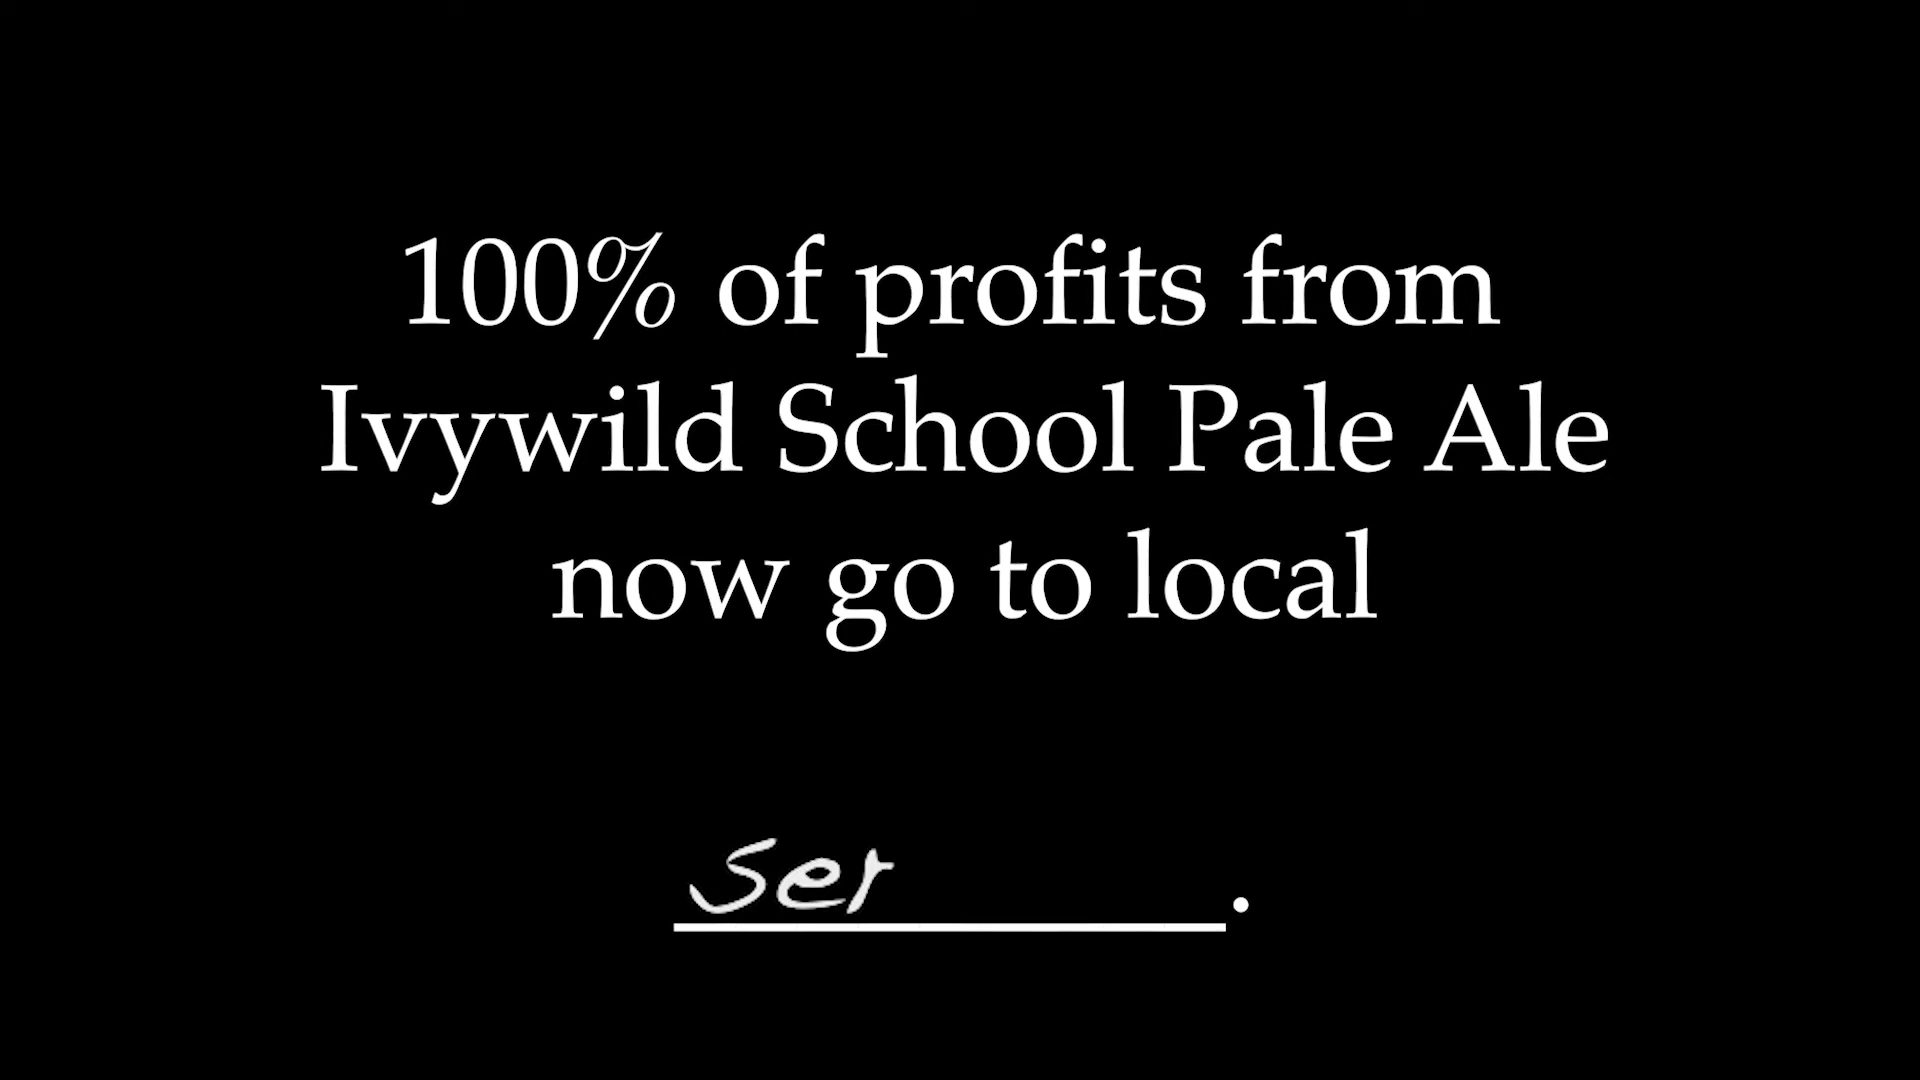 100% of profits from
Ivywild School Pale Ale
now go to local
ser.